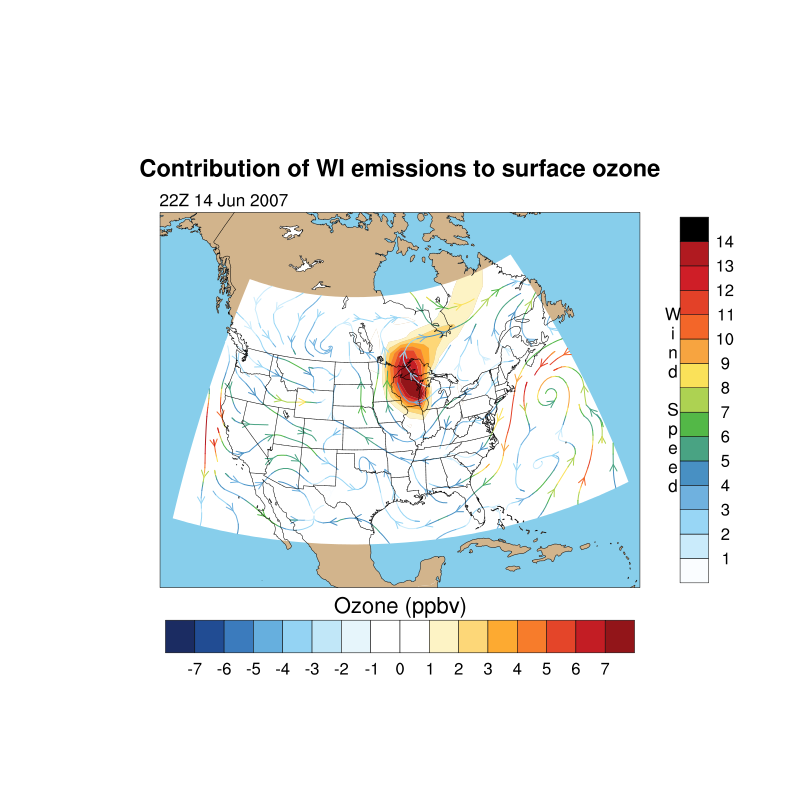 Contribution of WI emissions to surface ozone
22Z 14 Jun 2007
14
13
12
11
10
9
8
7
6
5
4
3
2
1
Wind Speed
Ozone (ppbv)
-7 -6 -5 -4 -3 -2 -1 0 1 2 3 4 5 6 7